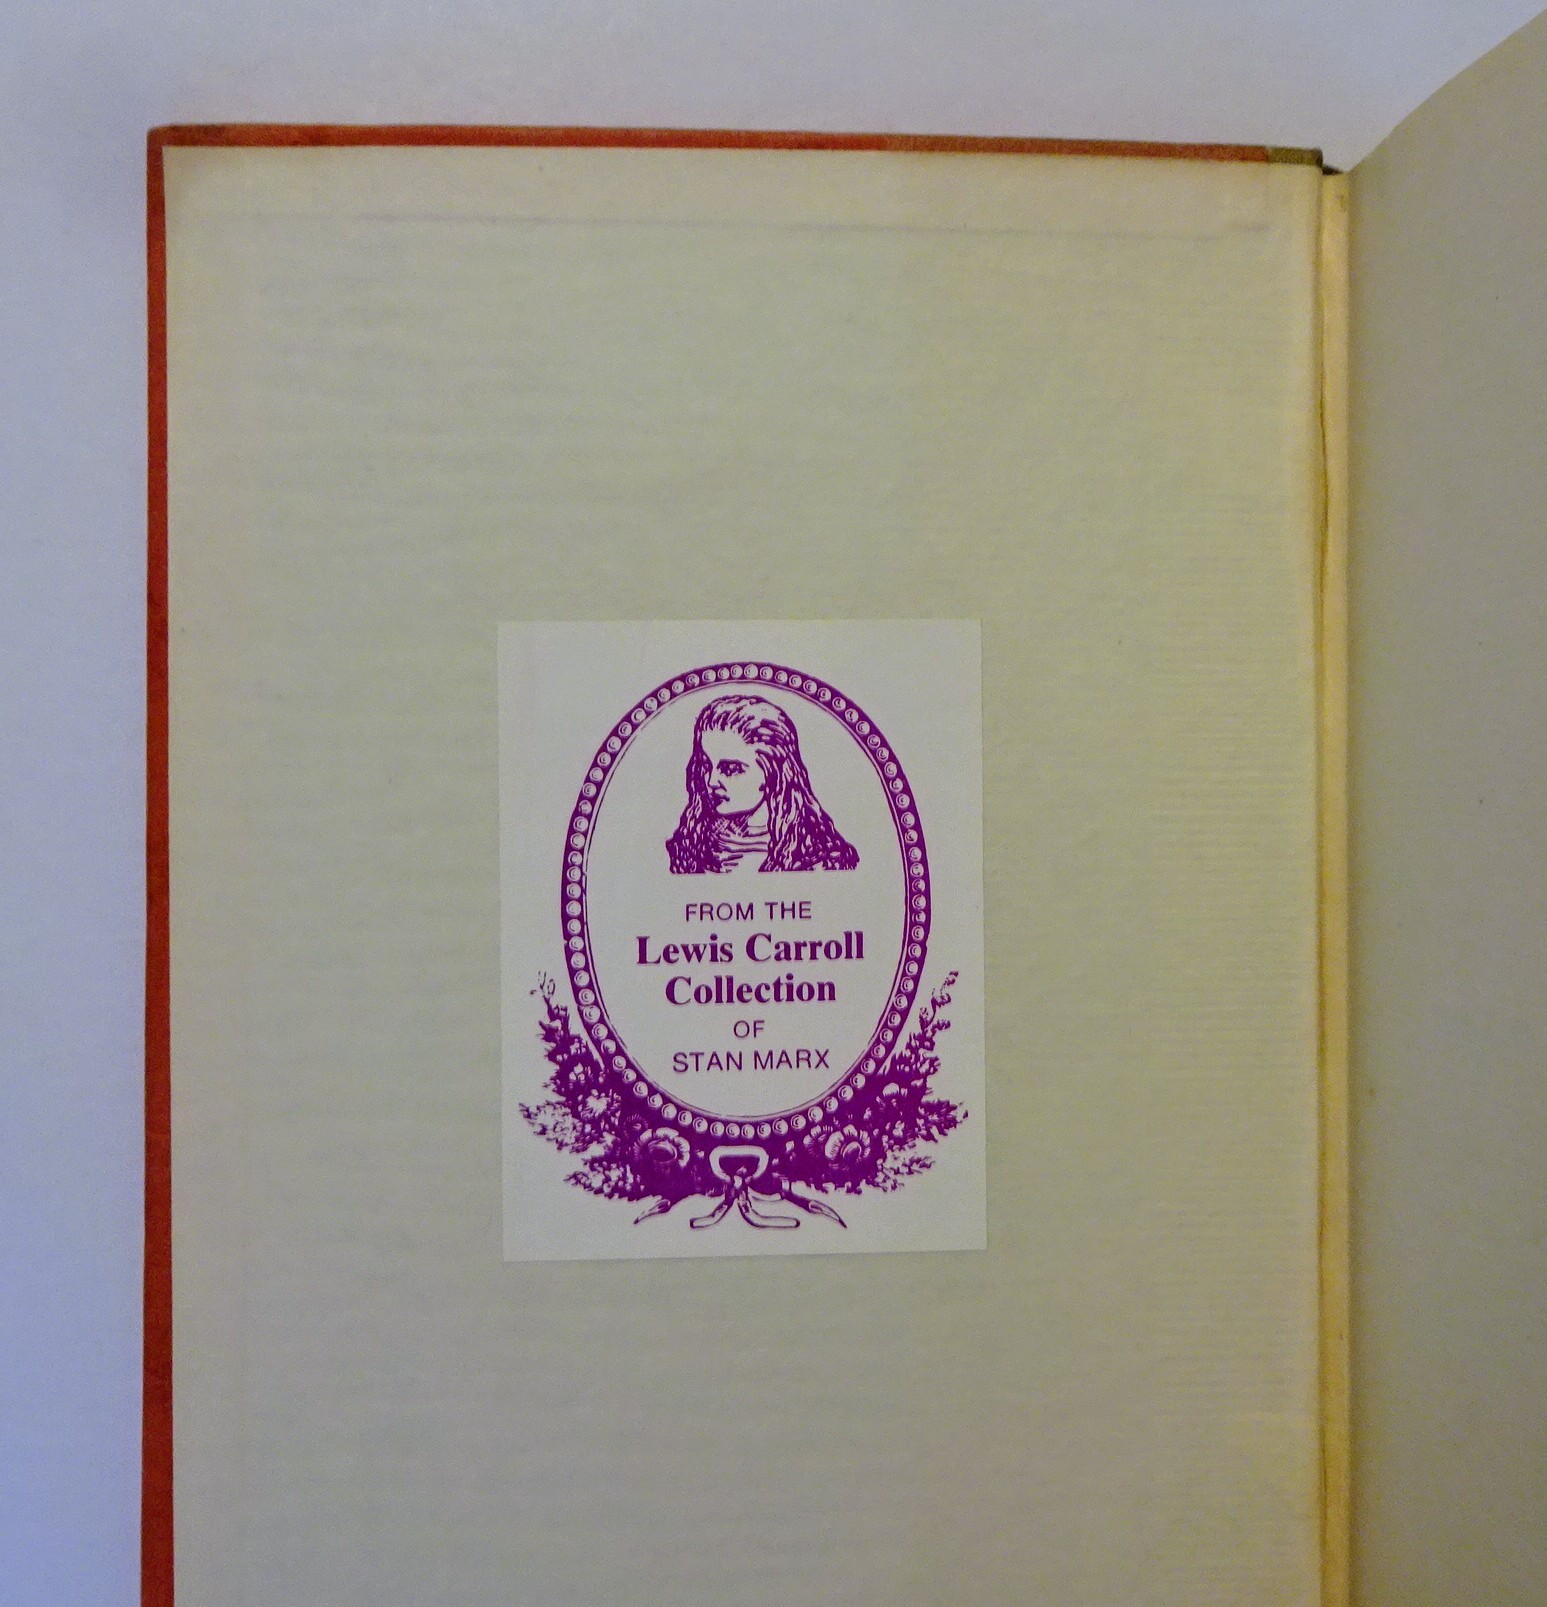 FROM THE
Lewis Carroll
Collection
OF
STAN MARX